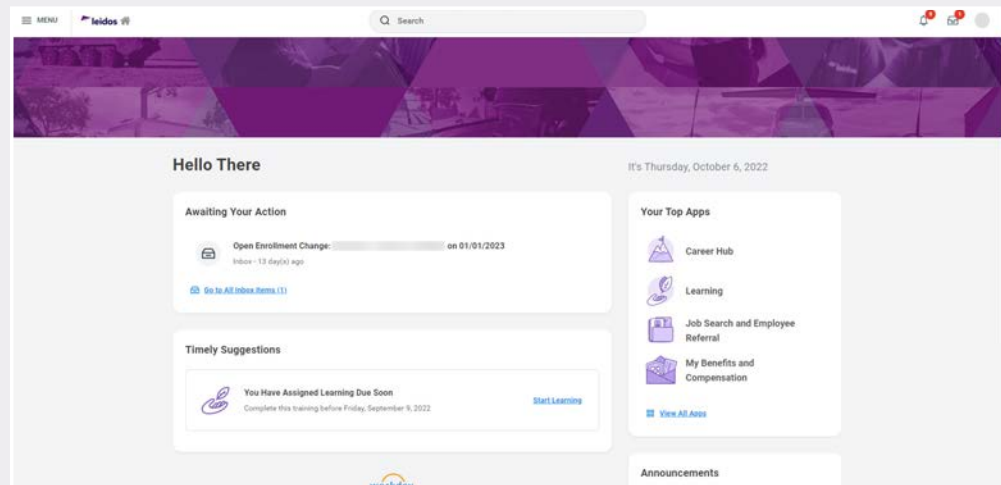 MENU
leidos
Search
Hello There
It's Thursday, October 6, 2022
Awaiting Your Action
Open Enrollment Change:
on 01/01/2023
Inbox - 13 day(s) ago
Go to All Inbox Items (1)
Timely Suggestions
You Have Assigned Learning Due Soon
Complete this training before Friday, September 9, 2022
Start Learning
Your Top Apps
Career Hub
Learning
Job Search and Employee
Referral
My Benefits and
Compensation
View All Apps
Announcements